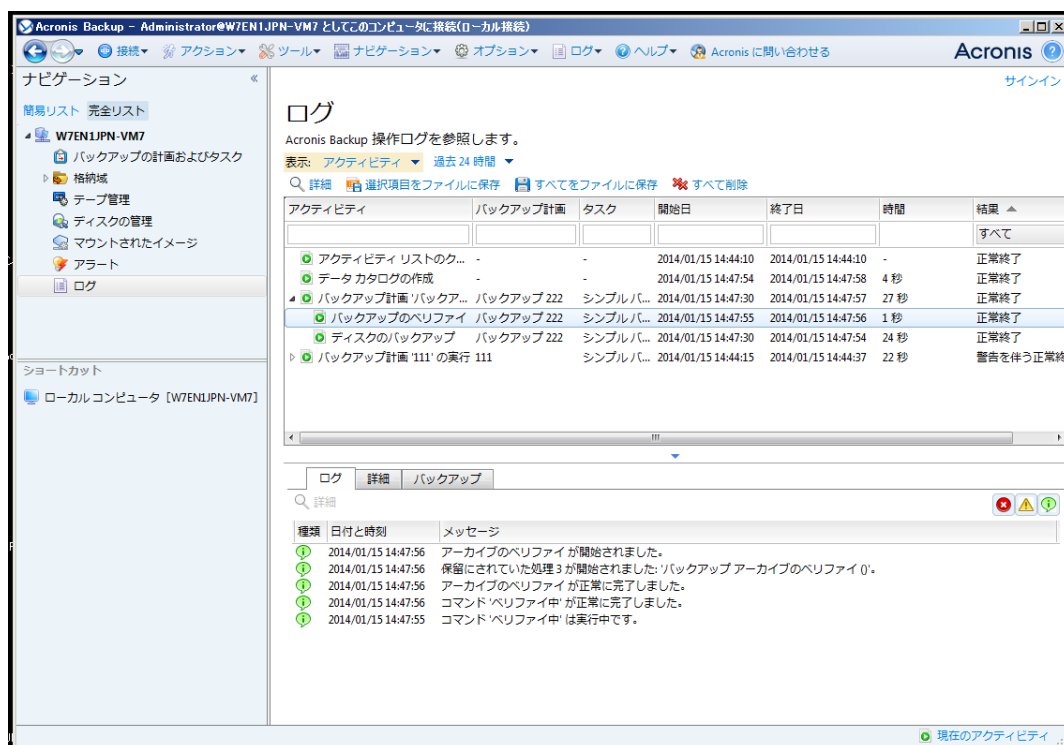 Acronis Backup - Administrator@W7EN1JPN-VM7 としてこのコンピュータに接続(ローカル接続)
接続 アクション ツール ナビゲーション オプション ログ ヘルプ Acronis に問い合わせる Acronis
ナビゲーション
サインイン
簡易リスト 完全リスト
W7EN1JPN-VM7
バックアップの計画およびタスク
格納域
テープ管理
ディスクの管理
マウントされたイメージ
アラート
ログ
ショートカット
ローカル コンピュータ [W7EN1JPN-VM7]
ログ
Acronis Backup 操作ログを参照します。
表示: アクティビティ 過去 24 時間
詳細 選択項目をファイルに保存 すべてをファイルに保存 すべて削除
アクティビティ バックアップ計画 タスク 開始日 終了日 時間 結果
すべて
アクティビティ リストのク... - - 2014/01/15 14:44:10 2014/01/15 14:44:10 - 正常終了
データ カタログの作成 - - 2014/01/15 14:47:54 2014/01/15 14:47:58 4 秒 正常終了
バックアップ計画 'バックア... バックアップ 222 シンプル バ... 2014/01/15 14:47:30 2014/01/15 14:47:57 27 秒 正常終了
バックアップのベリファイ バックアップ 222 シンプル バ... 2014/01/15 14:47:55 2014/01/15 14:47:56 1 秒 正常終了
ディスクのバックアップ バックアップ 222 シンプル バ... 2014/01/15 14:47:30 2014/01/15 14:47:54 24 秒 正常終了
バックアップ計画 '111' の実行 111 シンプル バ... 2014/01/15 14:44:15 2014/01/15 14:44:37 22 秒 警告を伴う正常終
ログ 詳細 バックアップ
詳細
種類 日付と時刻 メッセージ
2014/01/15 14:47:56 アーカイブのベリファイ が開始されました。
2014/01/15 14:47:56 保留にされていた処理 3 が開始されました: 'バックアップ アーカイブのベリファイ ()'。
2014/01/15 14:47:56 アーカイブのベリファイ が正常に完了しました。
2014/01/15 14:47:56 コマンド 'ベリファイ中' が正常に完了しました。
2014/01/15 14:47:55 コマンド 'ベリファイ中' は実行中です。
現在のアクティビティ